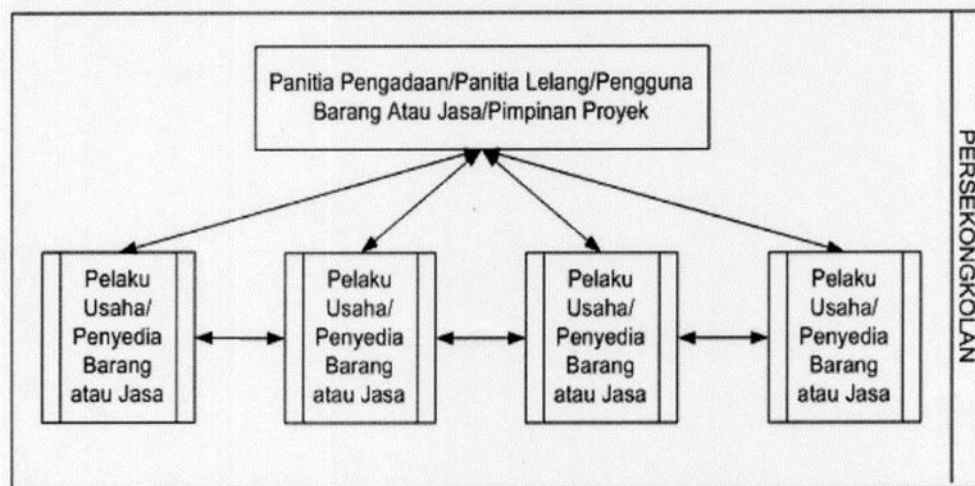 Panitia Pengadaan/Panitia Lelang/Pengguna
Barang Atau Jasa/Pimpinan Proyek
Pelaku
Usaha/
Penyedia
Barang
atau Jasa
Pelaku
Usaha/
Penyedia
Barang
atau Jasa
Pelaku
Usaha/
Penyedia
Barang
atau Jasa
Pelaku
Usaha/
Penyedia
Barang
atau Jasa
PERSEKONGKOLAN